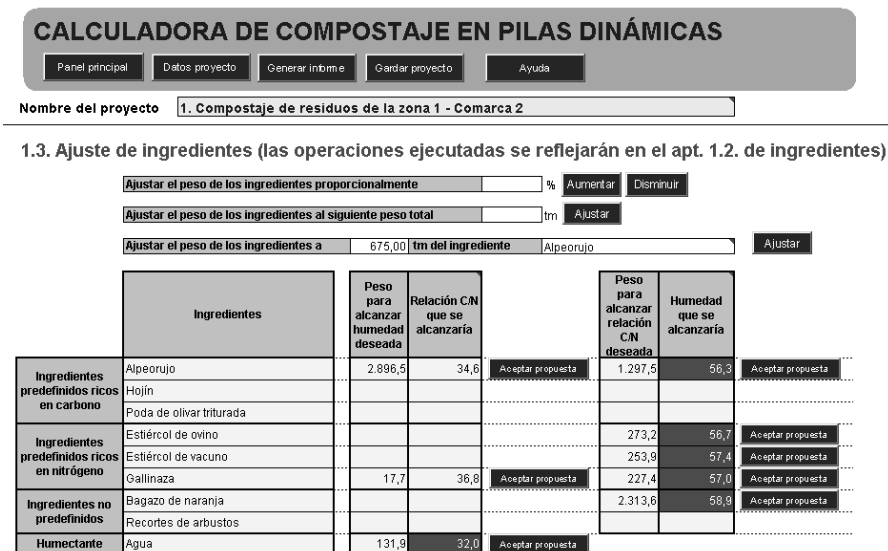 CALCULADORA DE COMPOSTAJE EN PILAS DINÁMICAS
Panel principal Datos proyecto Generar informe Gardar proyecto Ayuda
Nombre del proyecto 1. Compostaje de residuos de la zona 1 - Comarca 2
1.3. Ajuste de ingredientes (las operaciones ejecutadas se reflejarán en el apt. 1.2. de ingredientes)
Ajustar el peso de los ingredientes proporcionalmente % Aumentar Disminuir
Ajustar el peso de los ingredientes al siguiente peso total tm Ajustar
Ajustar el peso de los ingredientes a 675,00 tm del ingrediente Alpeorujo Ajustar
Ingredientes
Peso
para
alcanzar
humedad
deseada
Relación C/N
que se
alcanzaría
Peso
para
alcanzar
relación
C/N
deseada
Humedad
que se
alcanzaría
Ingredientes
predefinidos ricos
en carbono
Alpeorujo 2.896,5 34,6 Aceptar propuesta 1.297,5 56,3 Aceptar propuesta
Hojín
Poda de olivar triturada
Ingredientes
predefinidos ricos
en nitrógeno
Estiércol de ovino 273,2 56,7 Aceptar propuesta
Estiércol de vacuno 253,9 57,4 Aceptar propuesta
Gallinaza 17,7 36,8 Aceptar propuesta 227,4 57,0 Aceptar propuesta
Ingredientes no
predefinidos
Bagazo de naranja 2.313,6 58,9 Aceptar propuesta
Recortes de arbustos
Humectante Agua 131,9 32,0 Aceptar propuesta